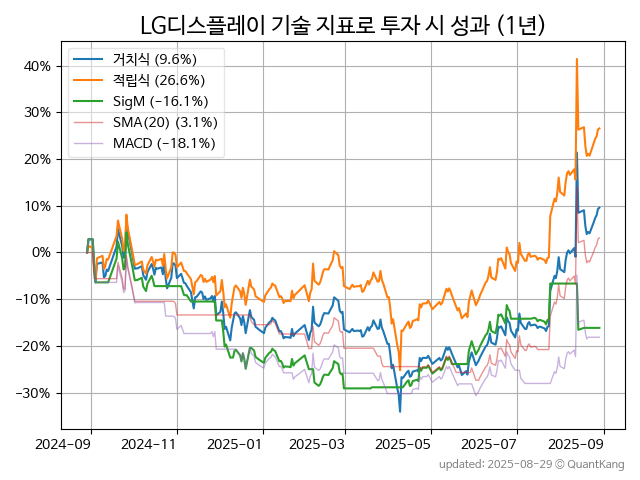 LG디스플레이 기술 지표로 투자 시 성과 (1년)
거치식 (9.6%)
적립식 (26.6%)
SigM (−16.1%)
SMA(20) (3.1%)
MACD (−18.1%)
40%
30%
20%
10%
0%
−10%
−20%
−30%
2024-09 2024-11 2025-01 2025-03 2025-05 2025-07 2025-09
updated: 2025-08-29 © QuantKang